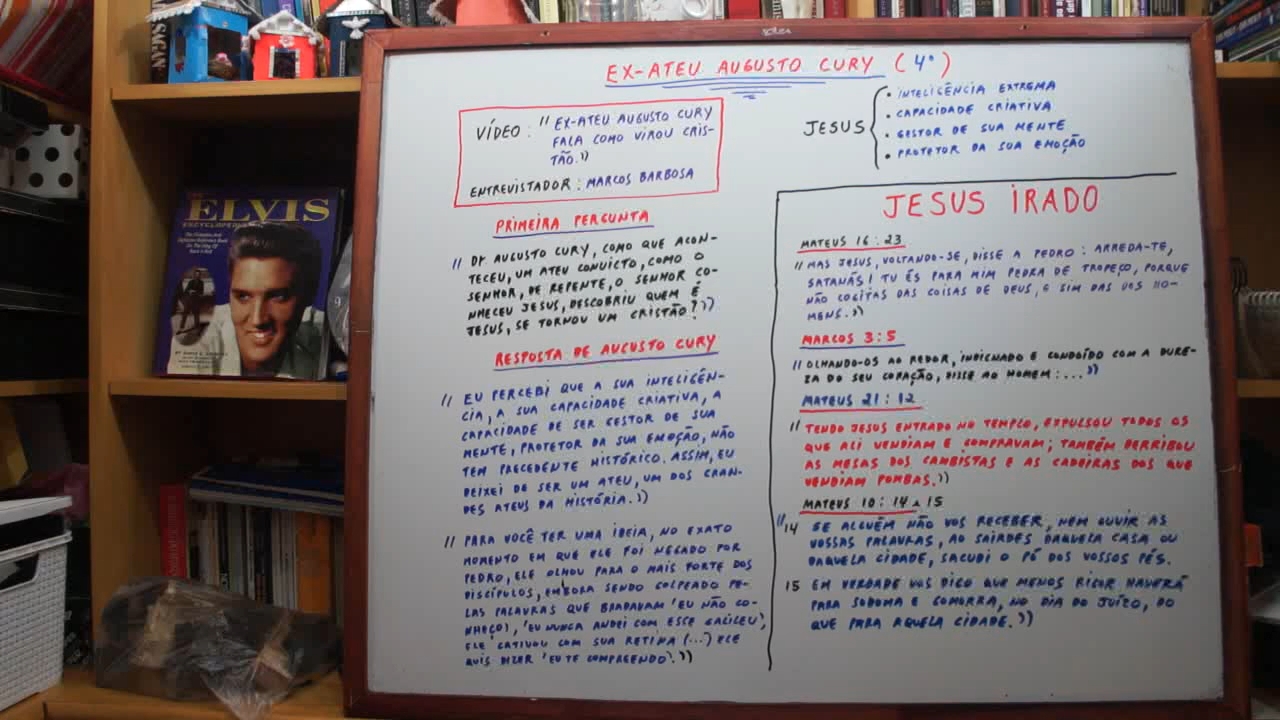 SAGAN
EX-ATEU AUGUSTO CURY (4º)
VÍDEO: "EX-ATEU AUGUSTO CURY
FALA COMO VIROU CRIS-
TÃO."
ENTREVISTADOR: MARCOS BARBOSA
PRIMEIRA PERGUNTA
"DR AUGUSTO CURY, COMO QUE ACON-
TECEU, UM ATEU CONVICTO, COMO O
SENHOR, DE REPENTE, O SENHOR CO-
NHECEU JESUS, DESCOBRIU QUEM É
JESUS, SE TORNOU UM CRISTÃO?"
RESPOSTA DE AUGUSTO CURY
"EU PERCEBI QUE A SUA INTELIGÊN-
CIA, A SUA CAPACIDADE CRIATIVA, A
CAPACIDADE DE SER GESTOR DE SUA
MENTE, PROTETOR DA SUA EMOÇÃO, NÃO
TEM PRECEDENTE HISTÓRICO. ASSIM, EU
DEIXEI DE SER UM ATEU, UM DOS GRAN-
DES ATEUS DA HISTÓRIA."
"PARA VOCÊ TER UMA IDEIA, NO EXATO
MOMENTO EM QUE ELE FOI NEGADO POR
PEDRO, ELE OLHOU PARA O MAIS FORTE DOS
DISCÍPULOS, EMBORA SENDO GOLPEADO PE-
LAS PALAVRAS QUE BRADAVAM 'EU NÃO CO-
NHEÇO', 'EU NUNCA ANDEI COM ESSE GALILEU',
ELE 'CATIVOU COM SUA RETINA (...) ELE
QUIS DIZER 'EU TE COMPREENDO'."
JESUS
• INTELIGÊNCIA EXTREMA
• CAPACIDADE CRIATIVA
• GESTOR DE SUA MENTE
• PROTETOR DA SUA EMOÇÃO
JESUS IRADO
MATEUS 16:23
"MAS JESUS, VOLTANDO-SE, DISSE A PEDRO: ARREDA-TE,
SATANÁS! TU ÉS PARA MIM PEDRA DE TROPEÇO, PORQUE
NÃO COGITAS DAS COISAS DE DEUS, E SIM DAS DOS HO-
MENS."
MARCOS 3:5
"OLHANDO-OS AO REDOR, INDIGNADO E CONDOÍDO COM A DURE-
ZA DO SEU CORAÇÃO, DISSE AO HOMEM:..."
MATEUS 21:12
"TENDO JESUS ENTRADO NO TEMPLO, EXPULSOU TODOS OS
QUE ALI VENDIAM E COMPRAVAM; TAMBÉM DERRIBOU
AS MESAS DOS CAMBISTAS E AS CADEIRAS DOS QUE
VENDIAM POMBAS."
MATEUS 10:14 a 15
"14 SE ALGUÉM NÃO VOS RECEBER, NEM OUVIR AS
VOSSAS PALAVRAS, AO SAIRDES DAQUELA CASA OU
DAQUELA CIDADE, SACUDI O PÓ DOS VOSSOS PÉS.
15 EM VERDADE VOS DIGO QUE MENOS RIGOR HAVERÁ
PARA SODOMA E GOMORRA, NO DIA DO JUÍZO, DO
QUE PARA AQUELA CIDADE."
ELVIS
ENCYCLOPEDIA